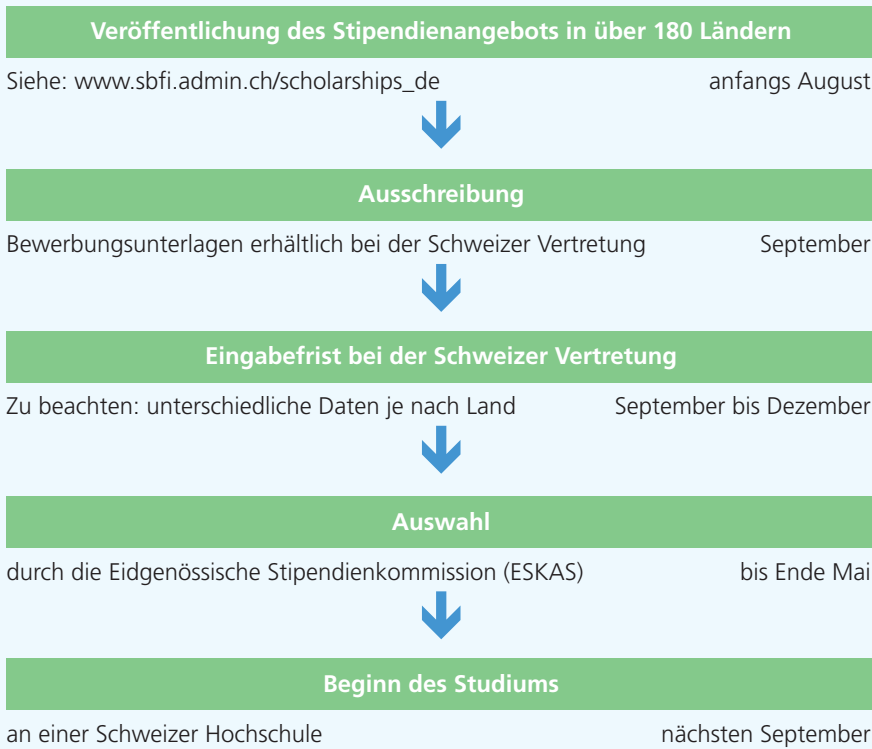 Veröffentlichung des Stipendienangebots in über 180 Ländern
Siehe: www.sbfi.admin.ch/scholarships_de anfangs August
Ausschreibung
Bewerbungsunterlagen erhältlich bei der Schweizer Vertretung September
Eingabefrist bei der Schweizer Vertretung
Zu beachten: unterschiedliche Daten je nach Land September bis Dezember
Auswahl
durch die Eidgenössische Stipendienkommission (ESKAS) bis Ende Mai
Beginn des Studiums
an einer Schweizer Hochschule nächsten September